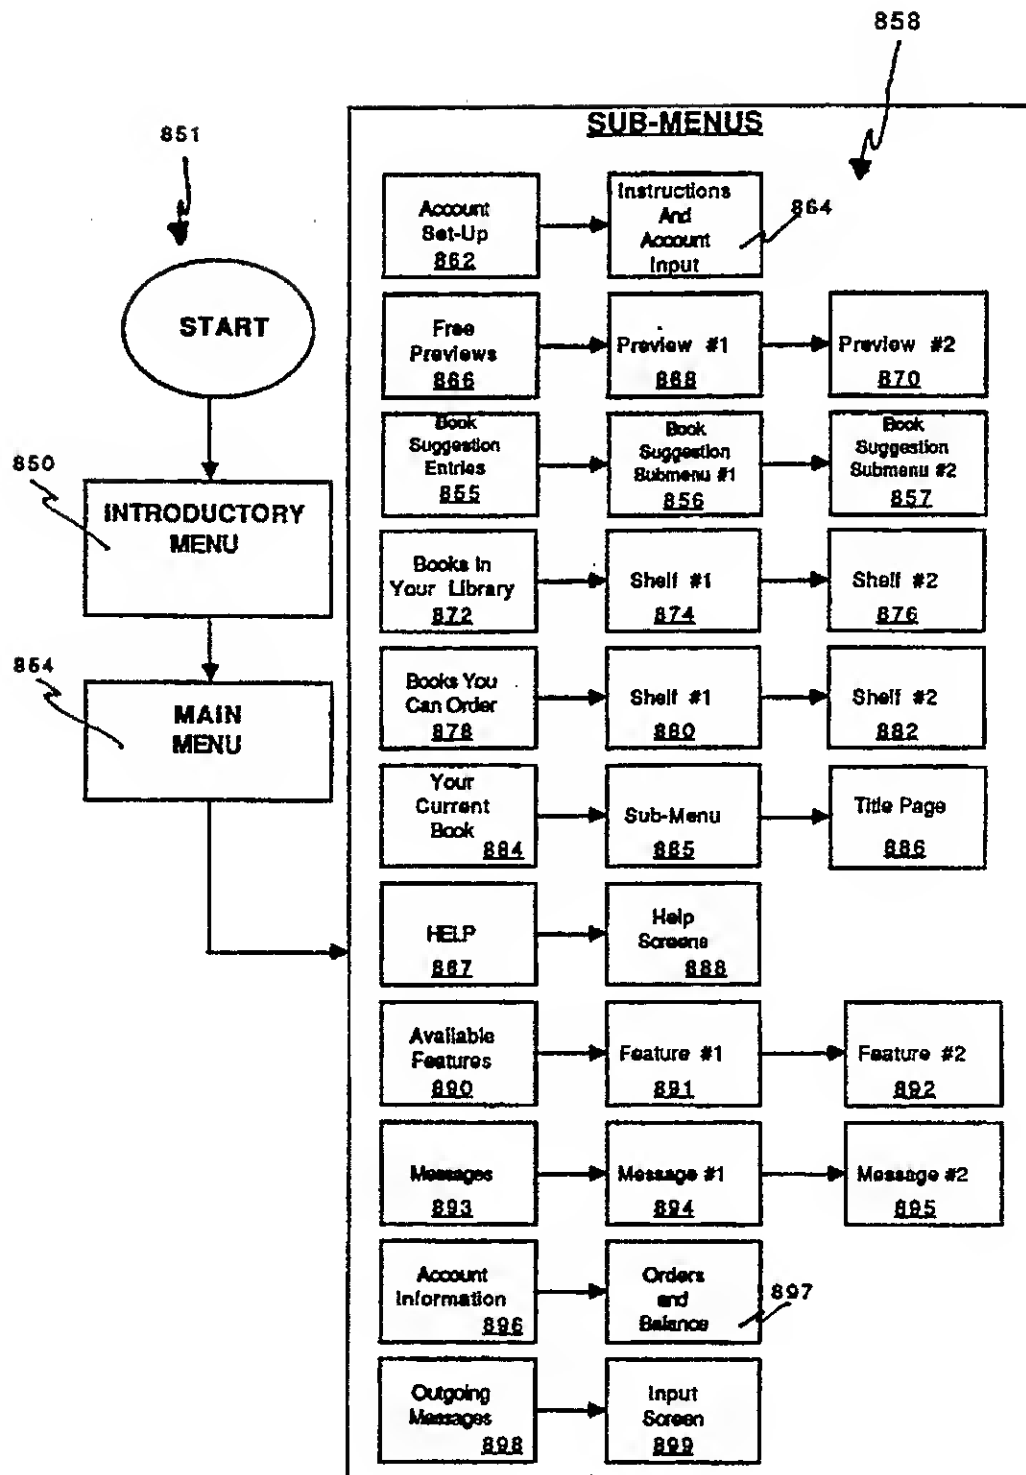 858
851
START
850
INTRODUCTORY
MENU
854
MAIN
MENU
SUB-MENUS
Account
Set-Up
862
Instructions
And
Account
Input
864
Free
Previews
866
Preview #1
868
Preview #2
870
Book
Suggestion
Entries
855
Book
Suggestion
Submenu #1
856
Book
Suggestion
Submenu #2
857
Books In
Your Library
872
Shelf #1
874
Shelf #2
876
Books You
Can Order
878
Shelf #1
880
Shelf #2
882
Your
Current
Book
884
Sub-Menu
885
Title Page
886
HELP
887
Help
Screens
888
Available
Features
890
Feature #1
891
Feature #2
892
Messages
893
Message #1
894
Message #2
895
Account
Information
896
Orders
and
Balance
897
Outgoing
Messages
898
Input
Screen
899